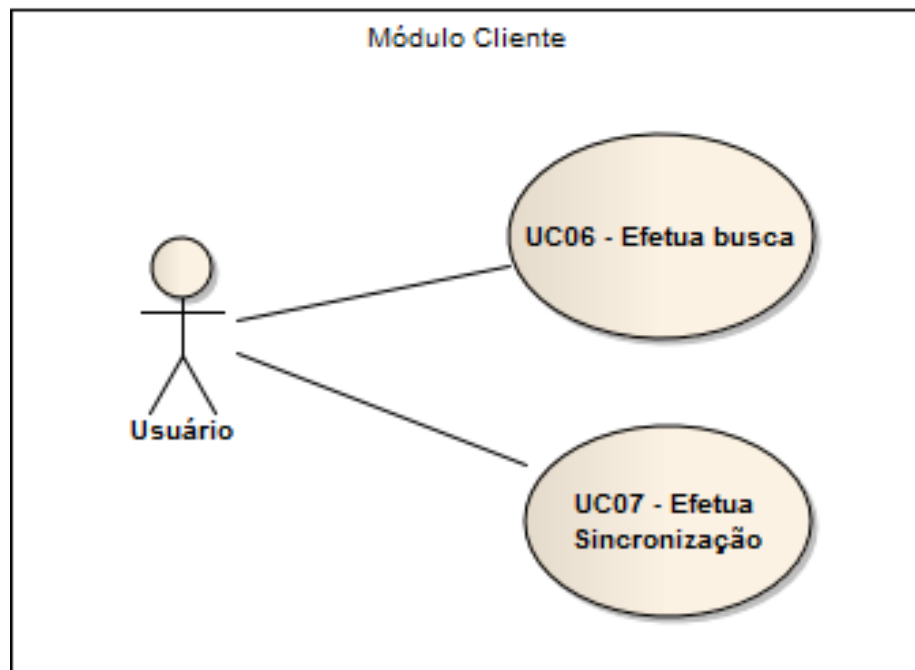 Módulo Cliente
UC06 - Efetua busca
Usuário
UC07 - Efetua
Sincronização